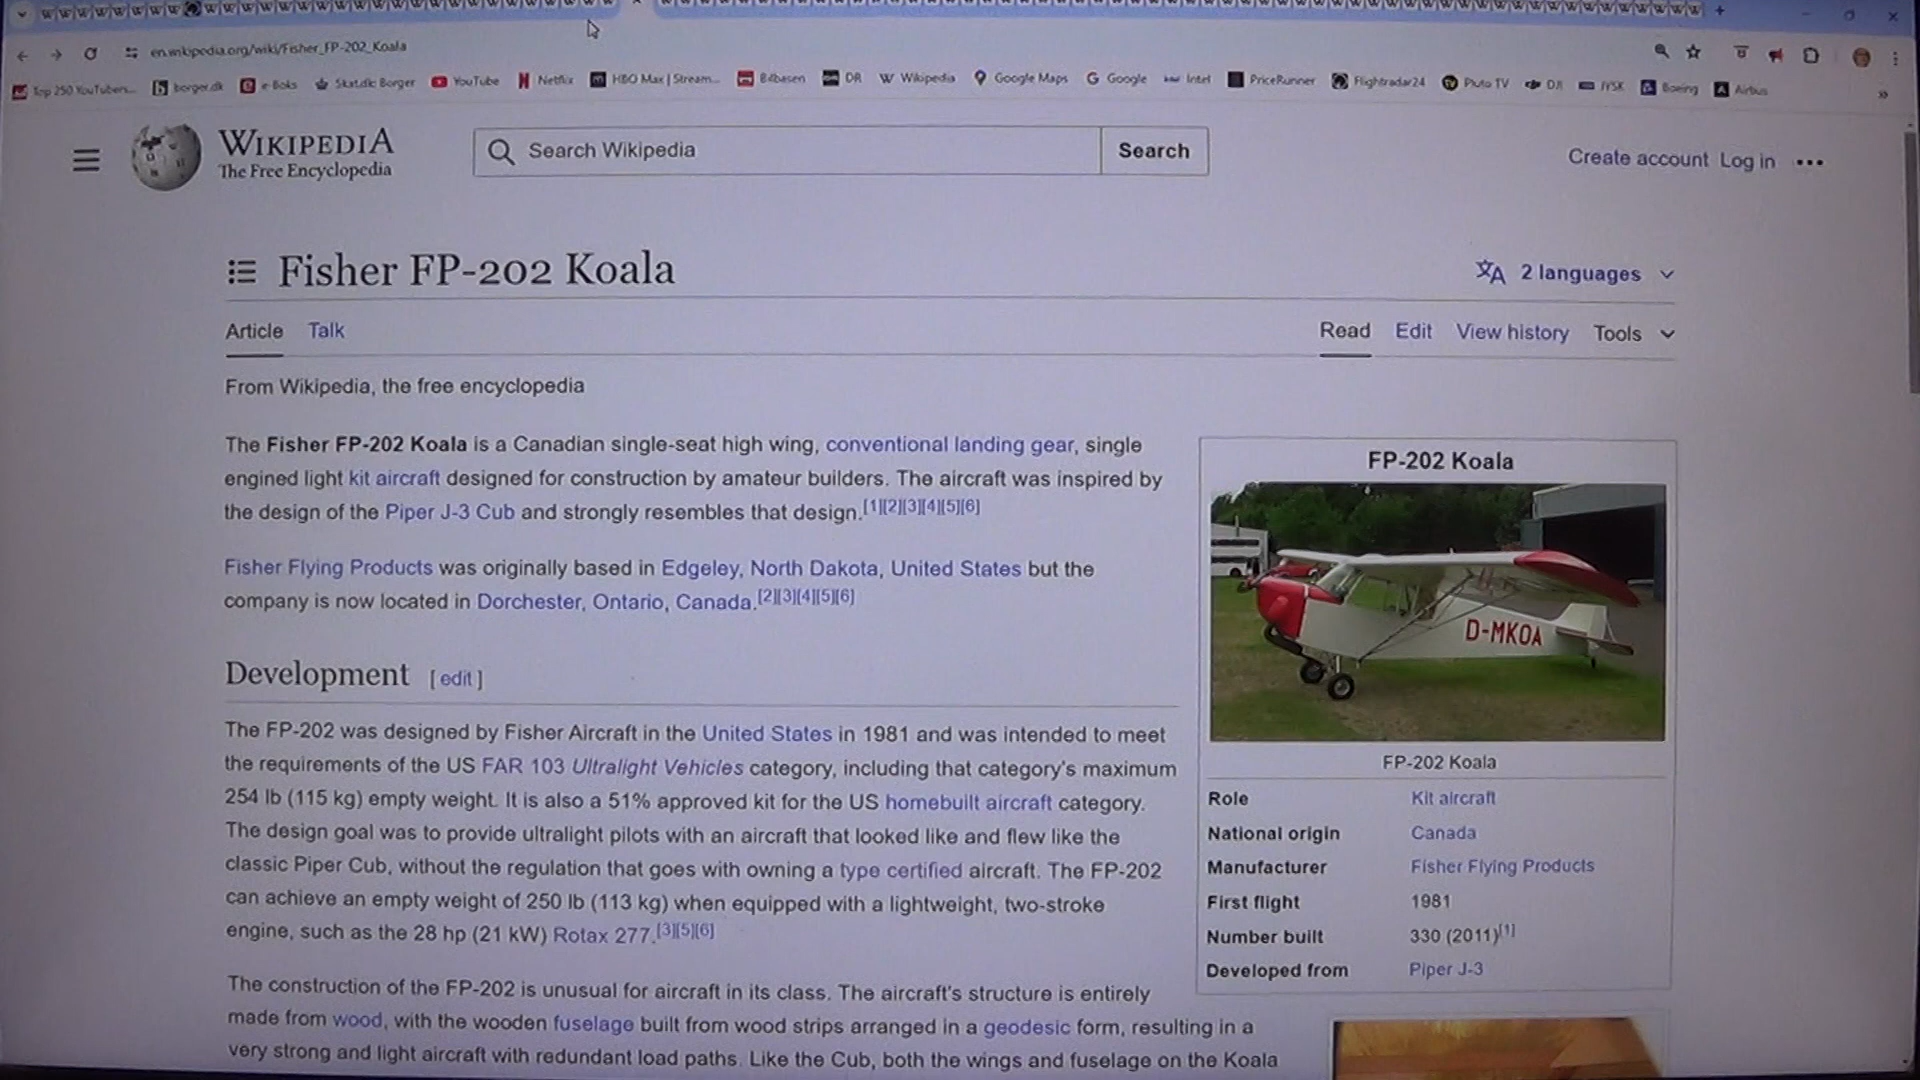 en.wikipedia.org/wiki/Fisher_FP-202_Koala
Top 250 YouTubers... borger.dk e-Boks Skat.dk: Borger YouTube Netflix HBO Max | Stream... Bilbasen DR Wikipedia Google Maps Google Intel PriceRunner Flightradar24 Pluto TV DJI JYSK Boeing Airbus
WIKIPEDIA
The Free Encyclopedia
Search Wikipedia
Search
Create account Log in
Fisher FP-202 Koala
2 languages
Article Talk
Read Edit View history Tools
From Wikipedia, the free encyclopedia
The Fisher FP-202 Koala is a Canadian single-seat high wing, conventional landing gear, single
engined light kit aircraft designed for construction by amateur builders. The aircraft was inspired by
the design of the Piper J-3 Cub and strongly resembles that design.[1][2][3][4][5][6]
Fisher Flying Products was originally based in Edgeley, North Dakota, United States but the
company is now located in Dorchester, Ontario, Canada.[2][3][4][5][6]
Development [ edit ]
The FP-202 was designed by Fisher Aircraft in the United States in 1981 and was intended to meet
the requirements of the US FAR 103 Ultralight Vehicles category, including that category's maximum
254 lb (115 kg) empty weight. It is also a 51% approved kit for the US homebuilt aircraft category.
The design goal was to provide ultralight pilots with an aircraft that looked like and flew like the
classic Piper Cub, without the regulation that goes with owning a type certified aircraft. The FP-202
can achieve an empty weight of 250 lb (113 kg) when equipped with a lightweight, two-stroke
engine, such as the 28 hp (21 kW) Rotax 277.[3][5][6]
The construction of the FP-202 is unusual for aircraft in its class. The aircraft's structure is entirely
made from wood, with the wooden fuselage built from wood strips arranged in a geodesic form, resulting in a
very strong and light aircraft with redundant load paths. Like the Cub, both the wings and fuselage on the Koala
FP-202 Koala
D-MKOA
FP-202 Koala
Role Kit aircraft
National origin Canada
Manufacturer Fisher Flying Products
First flight 1981
Number built 330 (2011)[1]
Developed from Piper J-3